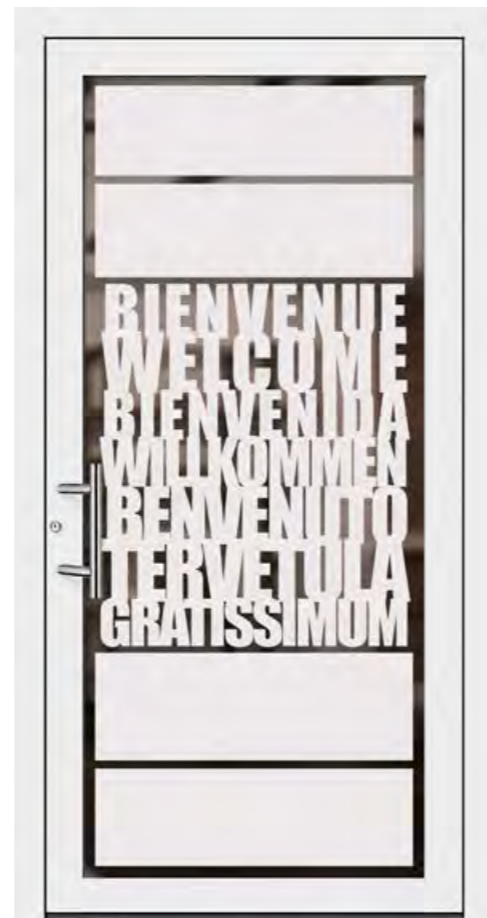 BIENVENUE
WELCOME
BIENVENIDA
WILLKOMMEN
BENVENUTO
TERVETULA
GRATISSIMUM